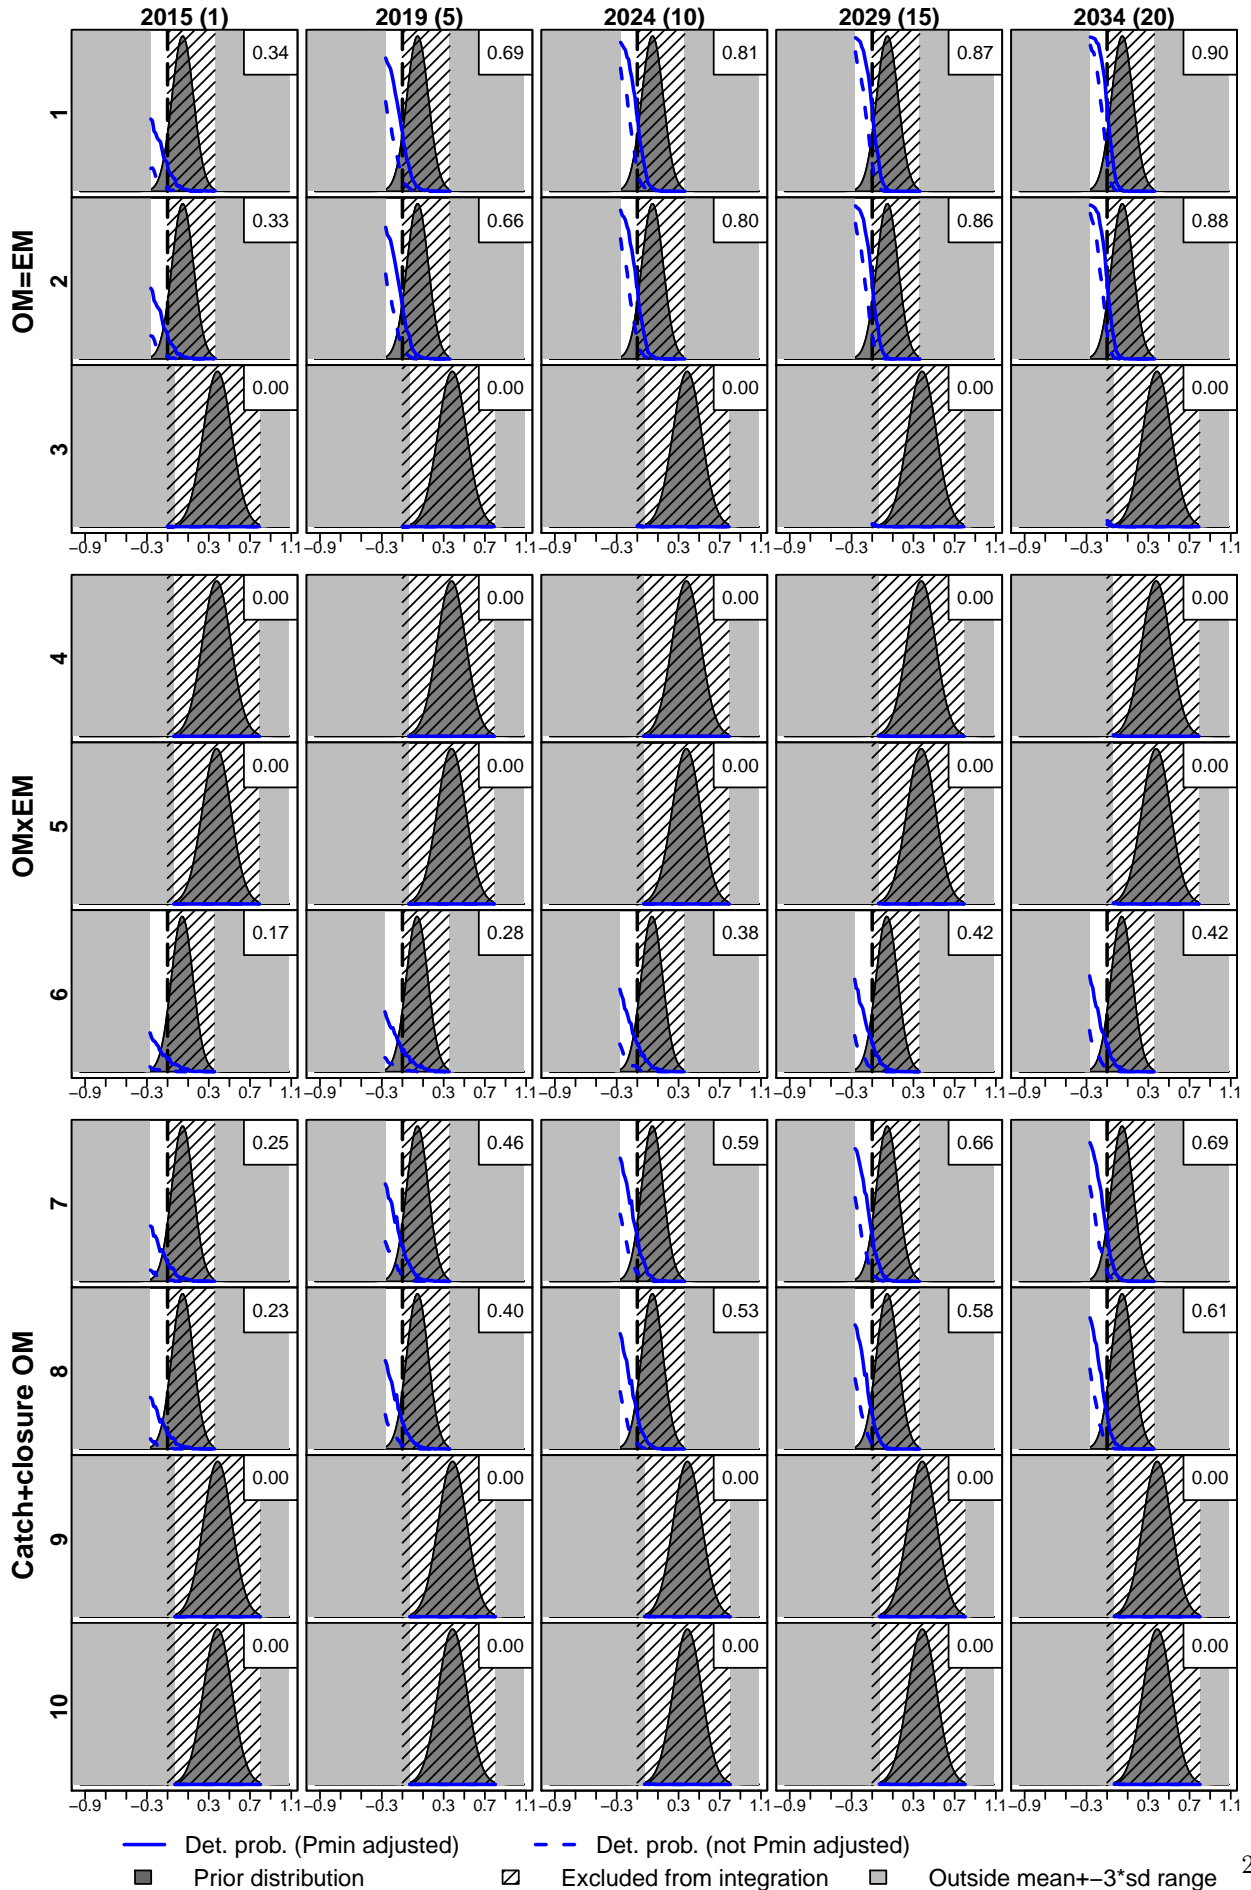 2015 (1) 2019 (5) 2024 (10) 2029 (15) 2034 (20)
OM=EM
1
0.34 0.69 0.81 0.87 0.90
2
0.33 0.66 0.80 0.86 0.88
3
0.00 0.00 0.00 0.00 0.00
−0.9 −0.3 0.3 0.7 1.1 −0.9 −0.3 0.3 0.7 1.1 −0.9 −0.3 0.3 0.7 1.1 −0.9 −0.3 0.3 0.7 1.1 −0.9 −0.3 0.3 0.7 1.1
OMxEM
4
0.00 0.00 0.00 0.00 0.00
5
0.00 0.00 0.00 0.00 0.00
6
0.17 0.28 0.38 0.42 0.42
−0.9 −0.3 0.3 0.7 1.1 −0.9 −0.3 0.3 0.7 1.1 −0.9 −0.3 0.3 0.7 1.1 −0.9 −0.3 0.3 0.7 1.1 −0.9 −0.3 0.3 0.7 1.1
Catch+closure OM
7
0.25 0.46 0.59 0.66 0.69
8
0.23 0.40 0.53 0.58 0.61
9
0.00 0.00 0.00 0.00 0.00
10
0.00 0.00 0.00 0.00 0.00
−0.9 −0.3 0.3 0.7 1.1 −0.9 −0.3 0.3 0.7 1.1 −0.9 −0.3 0.3 0.7 1.1 −0.9 −0.3 0.3 0.7 1.1 −0.9 −0.3 0.3 0.7 1.1
Det. prob. (Pmin adjusted) Det. prob. (not Pmin adjusted)
Prior distribution Excluded from integration Outside mean+−3*sd range
2